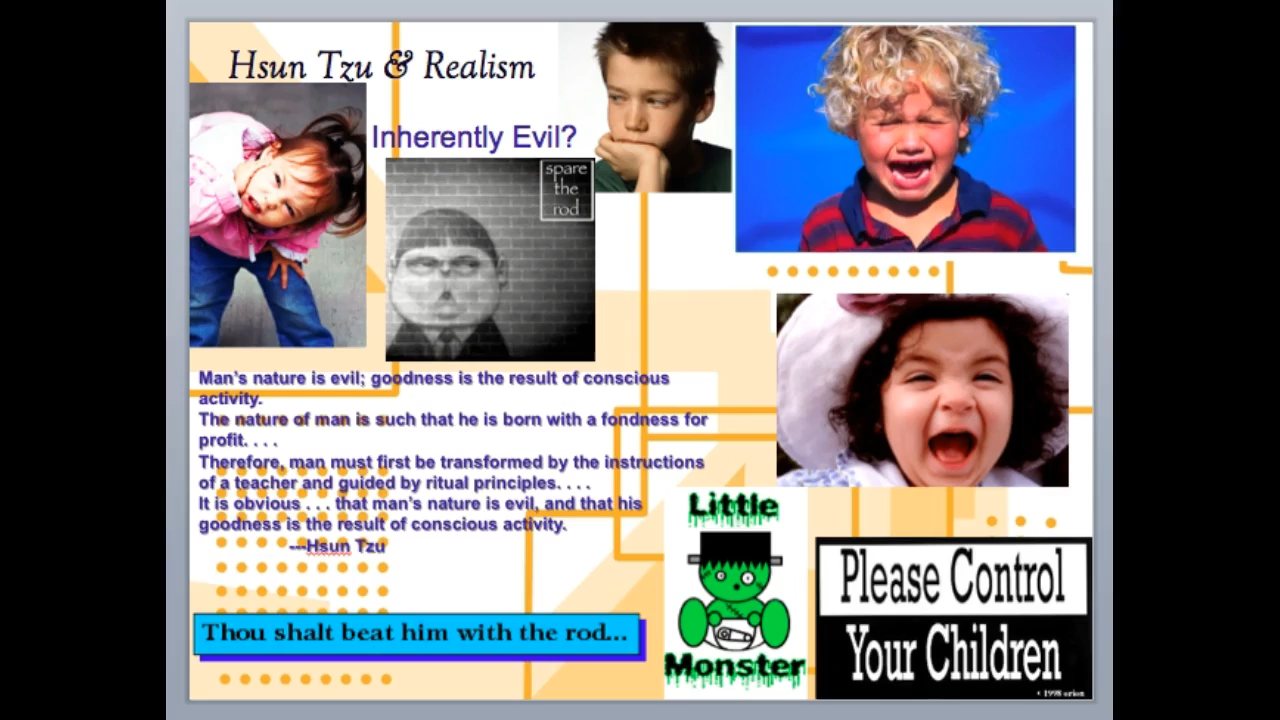 Hsun Tzu & Realism
Inherently Evil?
spare
the
rod
Man's nature is evil; goodness is the result of conscious
activity.
The nature of man is such that he is born with a fondness for
profit. . . .
Therefore, man must first be transformed by the instructions
of a teacher and guided by ritual principles. . . .
It is obvious . . . that man's nature is evil, and that his
goodness is the result of conscious activity.
---Hsun Tzu
Thou shalt beat him with the rod...
Little
Monster
Please Control
Your Children
© 1998 orion